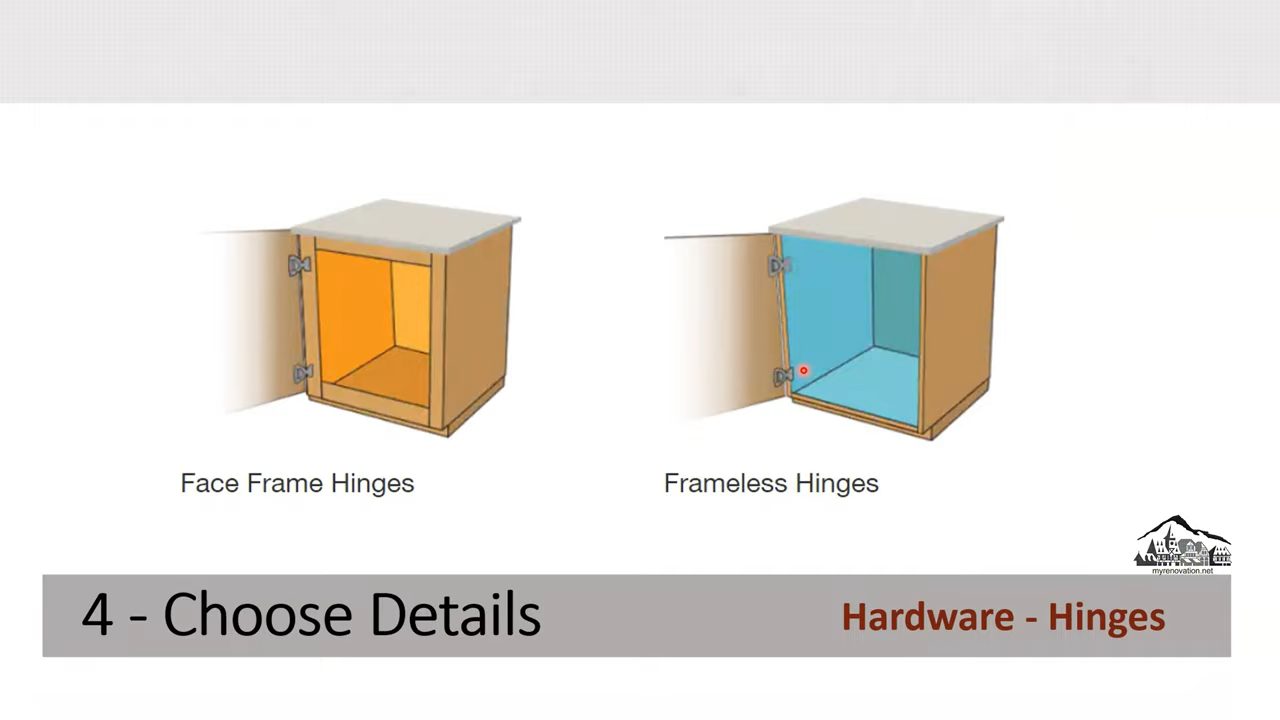 Face Frame Hinges
Frameless Hinges
myrenovation.net
4 - Choose Details
Hardware - Hinges